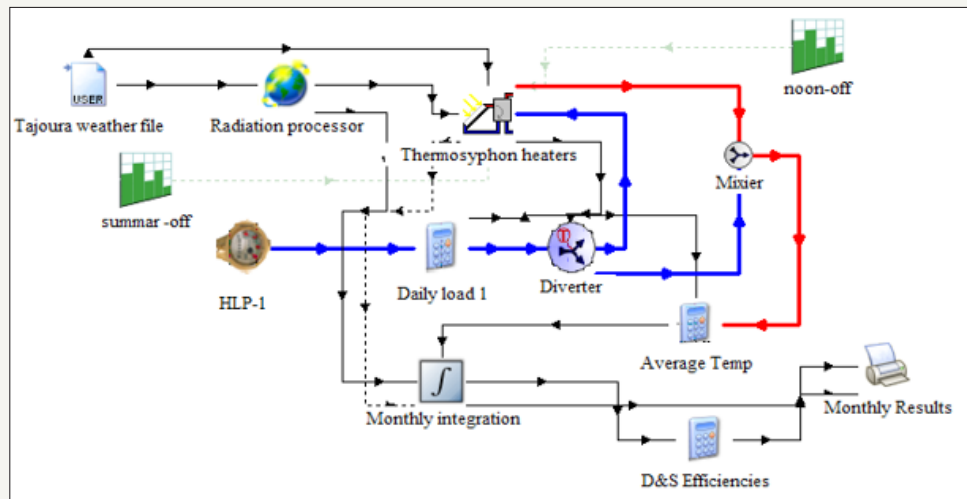 noon-off
USER
Tajoura weather file
Radiation processor
Thermosyphon heaters
Mixier
summar -off
HLP-1
Daily load 1
Diverter
Average Temp
Monthly integration
Monthly Results
D&S Efficiencies